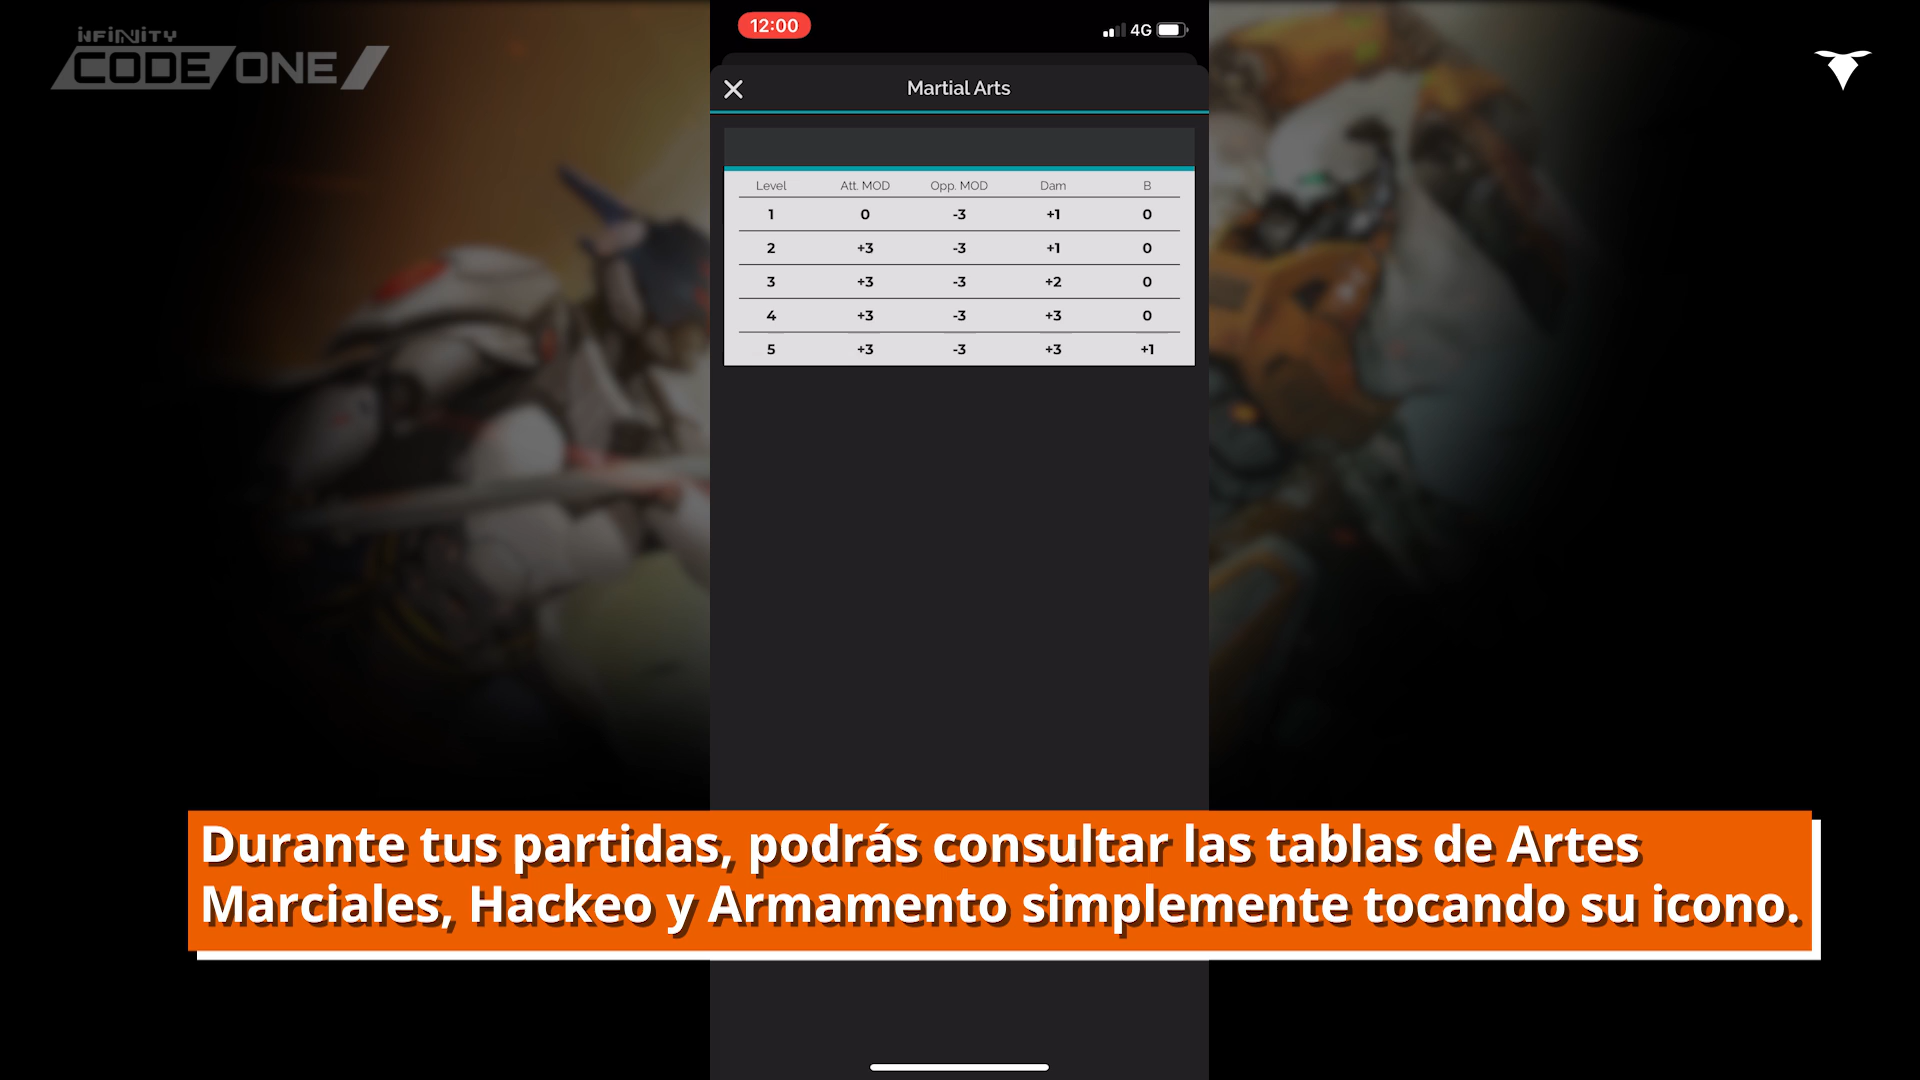 INFINITY
CODE ONE
12:00
4G
Martial Arts
Level Att. MOD Opp. MOD Dam B
1 0 -3 +1 0
2 +3 -3 +1 0
3 +3 -3 +2 0
4 +3 -3 +3 0
5 +3 -3 +3 +1
Durante tus partidas, podrás consultar las tablas de Artes
Marciales, Hackeo y Armamento simplemente tocando su icono.